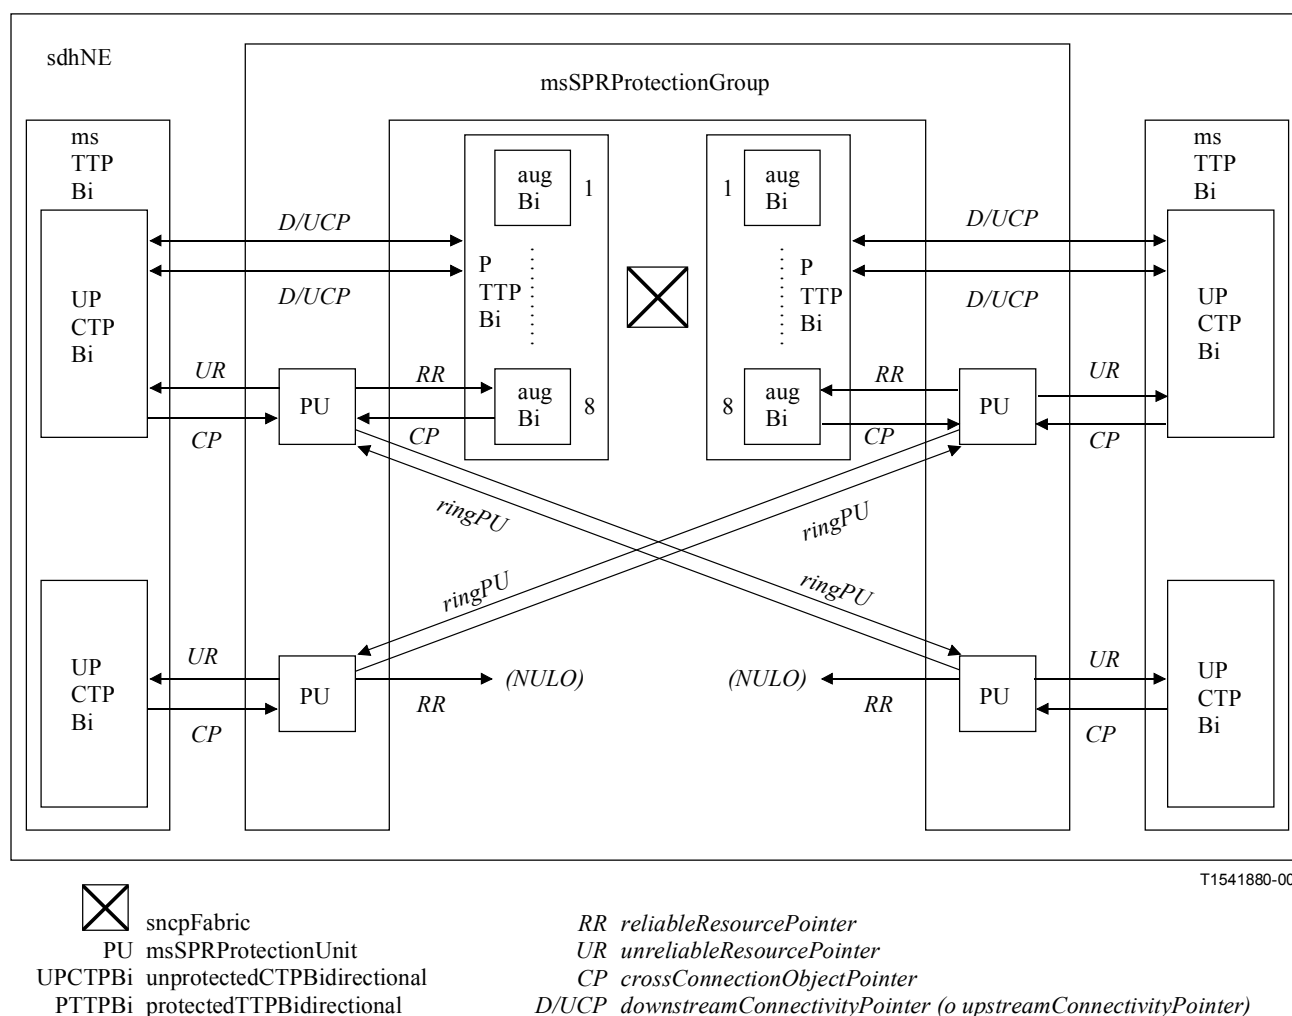 sdhNE
msSPRProtectionGroup
ms
TTP
Bi
ms
TTP
Bi
aug
Bi
1
1
aug
Bi
D/UCP
D/UCP
UP
CTP
Bi
P
TTP
Bi
P
TTP
Bi
UP
CTP
Bi
D/UCP
D/UCP
UR
PU
RR
aug
Bi
8
8
aug
Bi
RR
PU
UR
CP
CP
CP
CP
ringPU
ringPU
ringPU
ringPU
UP
CTP
Bi
UR
PU
(NULO)
(NULO)
PU
UR
UP
CTP
Bi
CP
RR
RR
CP
T1541880-00
sncpFabric
PU msSPRProtectionUnit
UPCTPBi unprotectedCTPBidirectional
PTTPBi protectedTTPBidirectional
RR reliableResourcePointer
UR unreliableResourcePointer
CP crossConnectionObjectPointer
D/UCP downstreamConnectivityPointer (o upstreamConnectivityPointer)